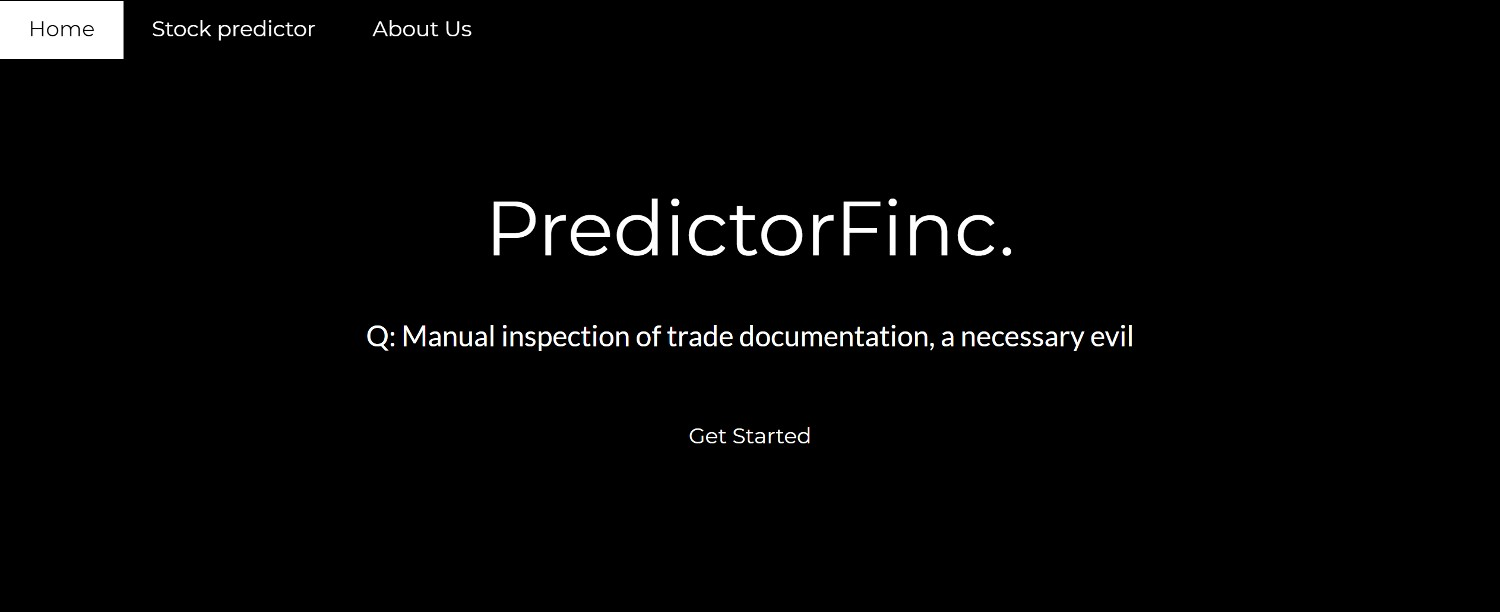 Home Stock predictor About Us
PredictorFinc.
Q: Manual inspection of trade documentation, a necessary evil
Get Started